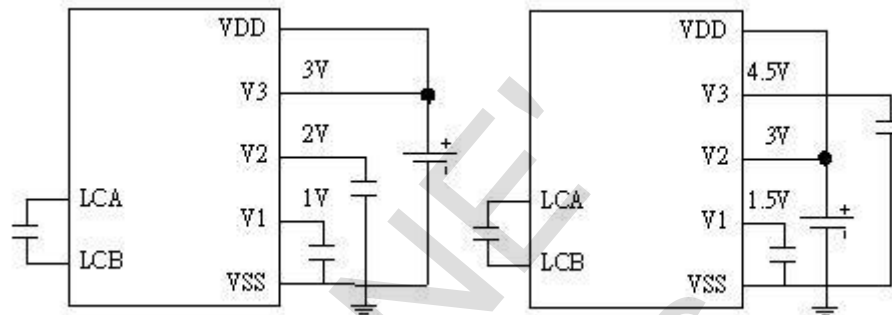 VDD
3V
V3
2V
V2
LCA
1V
V1
LCB
VSS
+
-
VDD
4.5V
V3
3V
V2
LCA
1.5V
V1
LCB
VSS
+
-